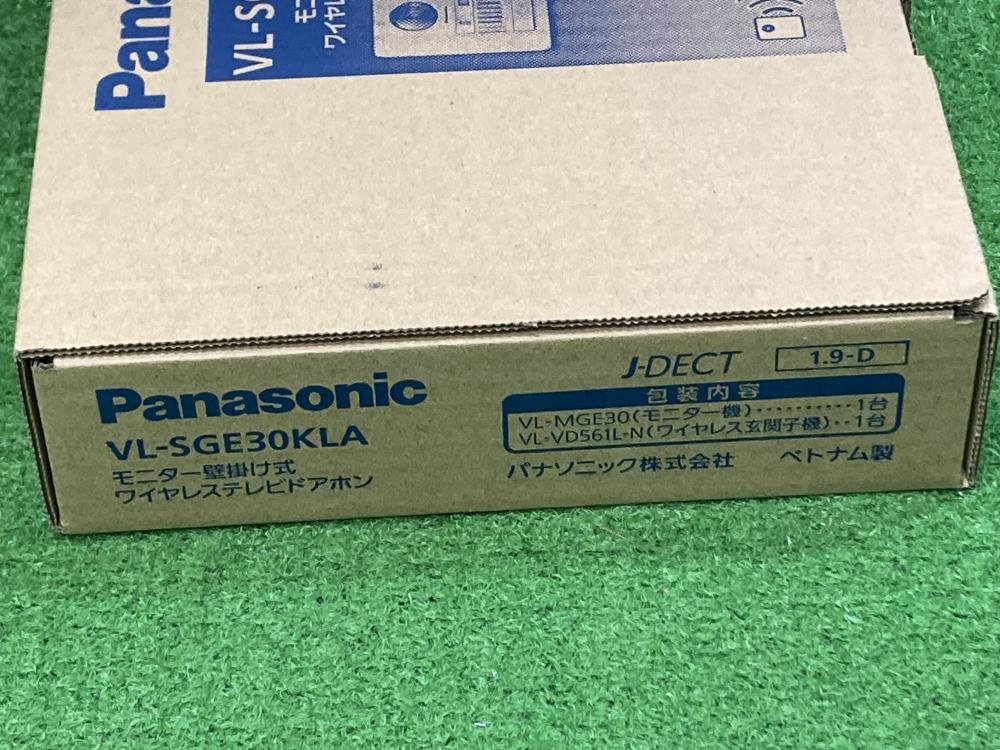 Pana
VL-S
モニ
ワイヤレ
Panasonic
VL-SGE30KLA
モニター壁掛け式
ワイヤレステレビドアホン
J-DECT
1.9-D
包装内容
VL-MGE30(モニター機)··········1台
VL-VD561L-N(ワイヤレス玄関子機)··1台
パナソニック株式会社 ベトナム製